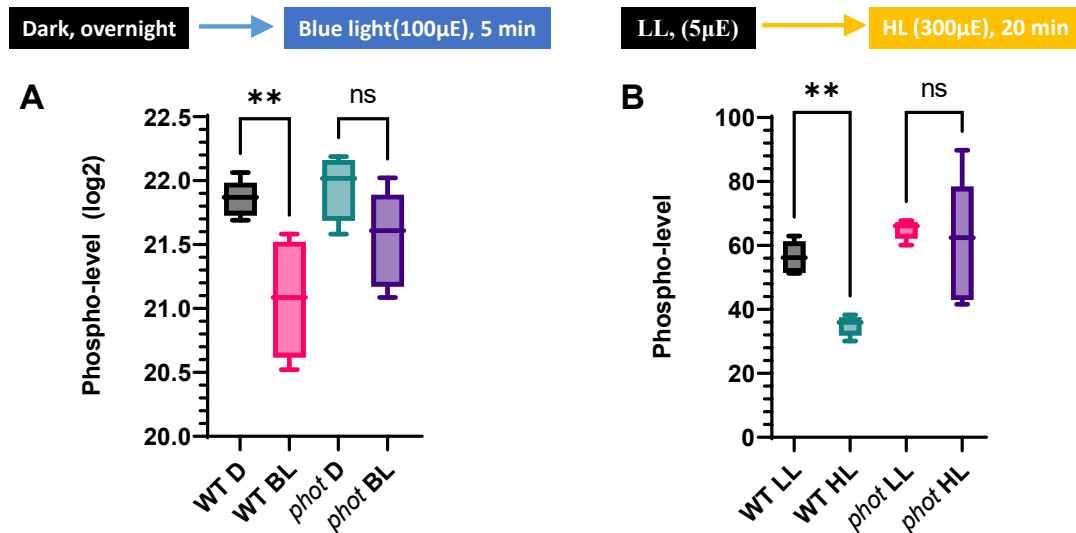 Dark, overnight
Blue light(100µE), 5 min
LL, (5µE)
HL (300µE), 20 min
A
** ns
Phospho-level (log2)
22.5
22.0
21.5
21.0
20.5
20.0
WT D
WT BL
phot D
phot BL
B
** ns
Phospho-level
100
80
60
40
20
0
WT LL
WT HL
phot LL
phot HL